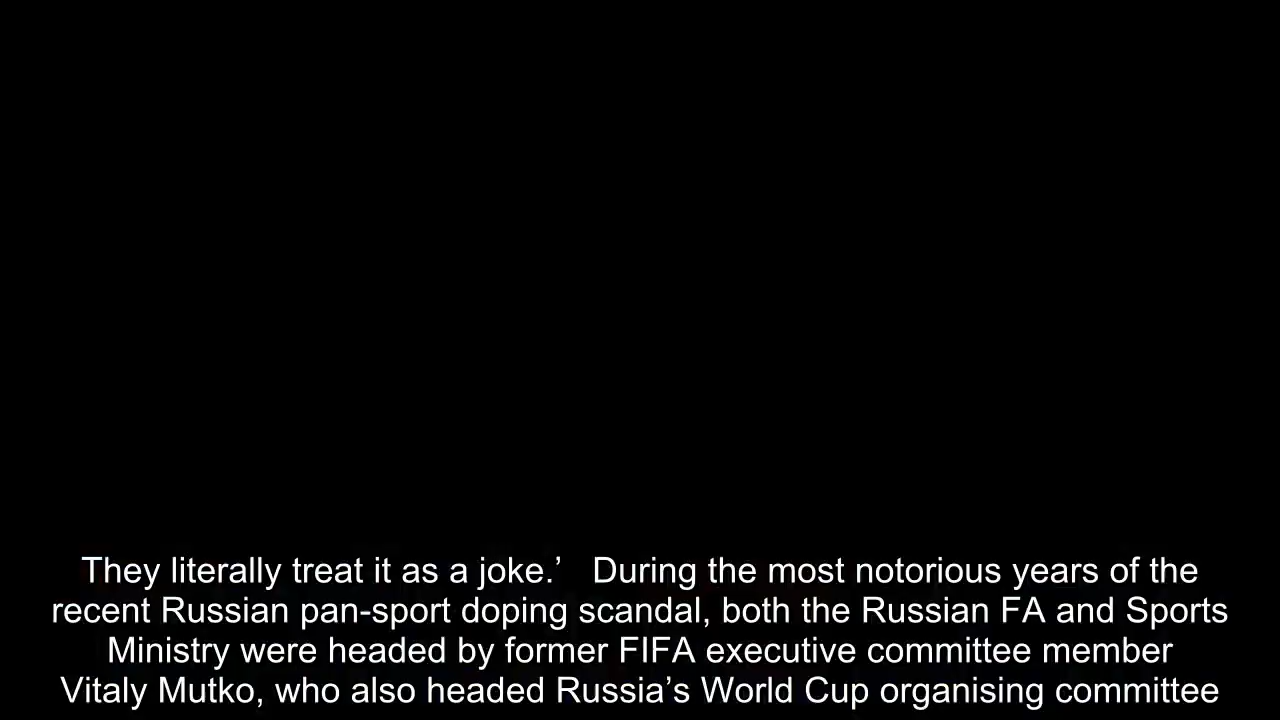 They literally treat it as a joke.’   During the most notorious years of the
recent Russian pan-sport doping scandal, both the Russian FA and Sports
Ministry were headed by former FIFA executive committee member
Vitaly Mutko, who also headed Russia’s World Cup organising committee